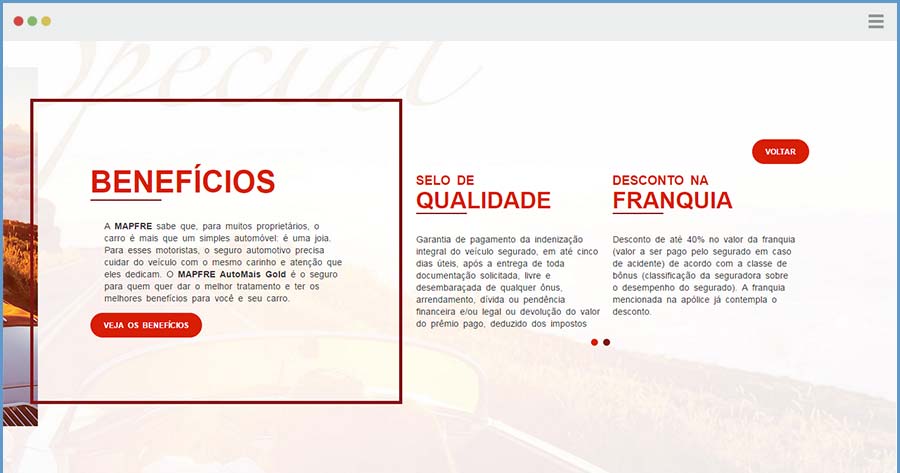 Special
BENEFÍCIOS
A MAPFRE sabe que, para muitos proprietários, o
carro é mais que um simples automóvel: é uma joia.
Para esses motoristas, o seguro automotivo precisa
cuidar do veículo com o mesmo carinho e atenção que
eles dedicam. O MAPFRE AutoMais Gold é o seguro
para quem quer dar o melhor tratamento e ter os
melhores benefícios para você e seu carro.
VEJA OS BENEFÍCIOS
VOLTAR
SELO DE
QUALIDADE
Garantia de pagamento da indenização
integral do veículo segurado, em até cinco
dias úteis, após a entrega de toda
documentação solicitada, livre e
desembaraçada de qualquer ônus,
arrendamento, dívida ou pendência
financeira e/ou legal ou devolução do valor
do prêmio pago, deduzido dos impostos
DESCONTO NA
FRANQUIA
Desconto de até 40% no valor da franquia
(valor a ser pago pelo segurado em caso
de acidente) de acordo com a classe de
bônus (classificação da seguradora sobre
o desempenho do segurado). A franquia
mencionada na apólice já contempla o
desconto.